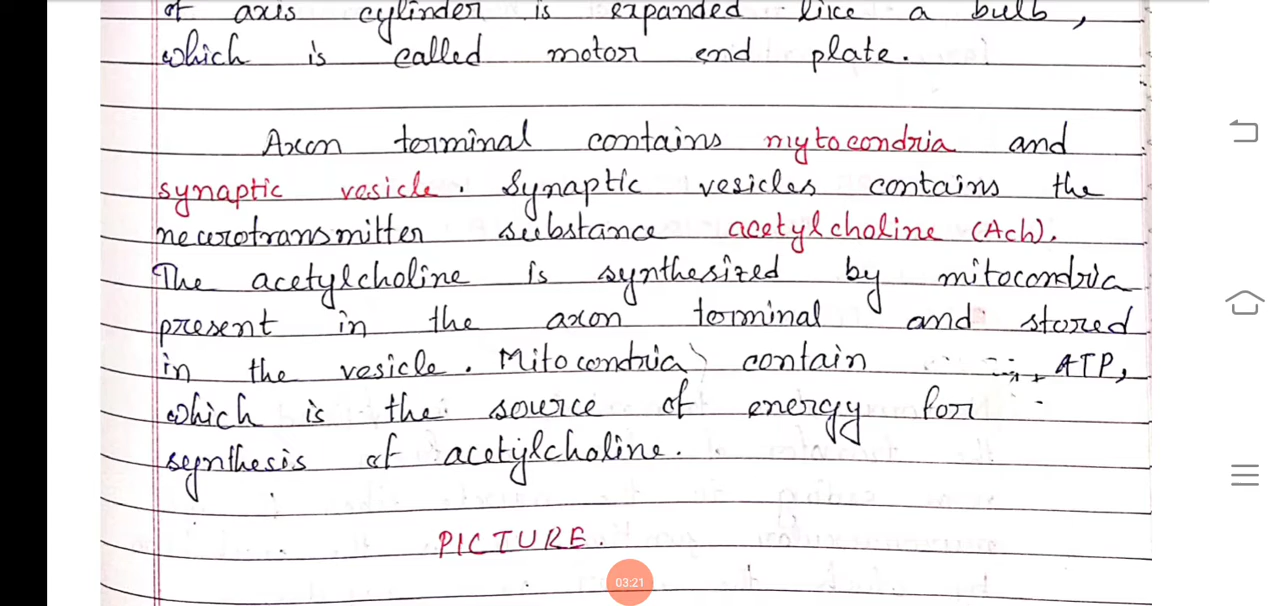 of axis cylinder is expanded like a bulb,
which is called motor end plate.
Axon terminal contains mytocondria and
synaptic vesicle. Synaptic vesicles contains the
neurotransmitter substance acetylcholine (Ach).
The acetylcholine is synthesized by mitocondria
present in the axon terminal and stored
in the vesicle. Mitocondria contain ATP,
which is the source of energy for
synthesis of acetylcholine.
PICTURE.
03:21